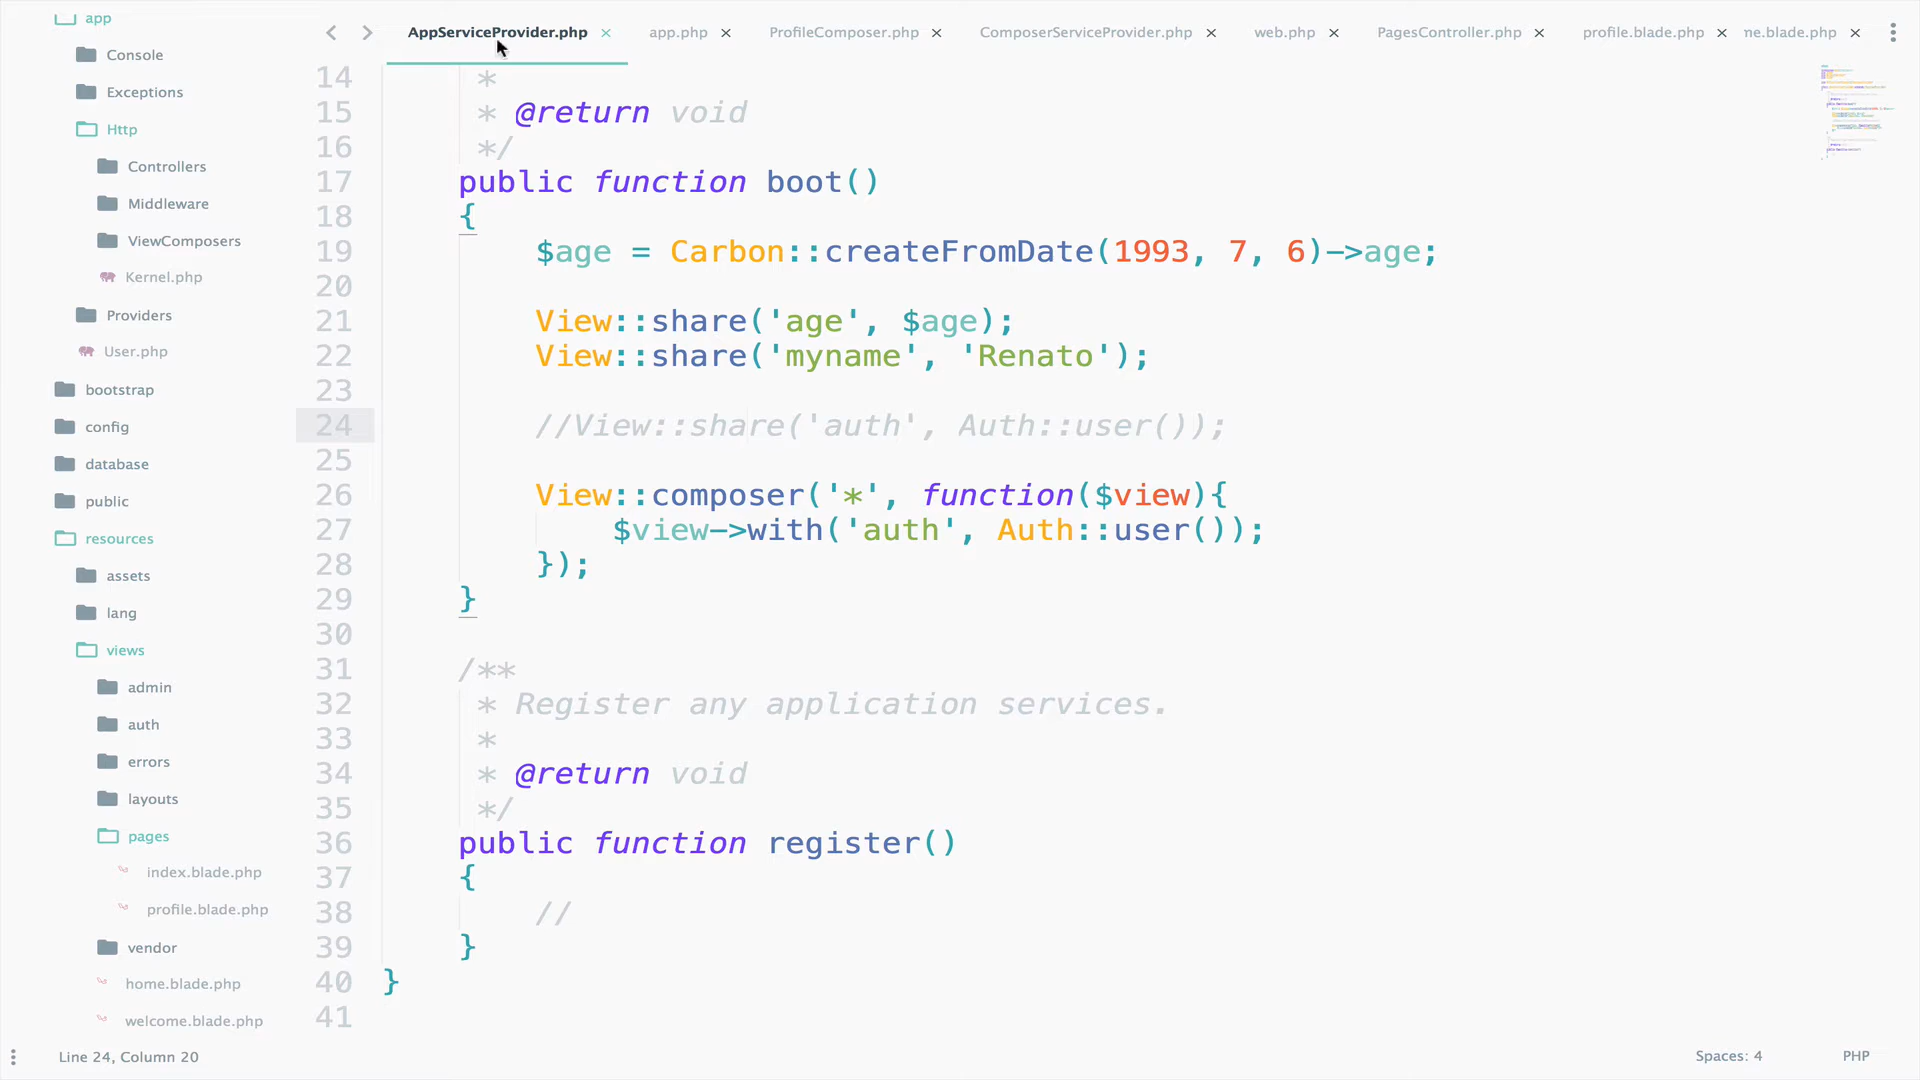 app
Console
Exceptions
Http
Controllers
Middleware
ViewComposers
Kernel.php
Providers
User.php
bootstrap
config
database
public
resources
assets
lang
views
admin
auth
errors
layouts
pages
index.blade.php
profile.blade.php
vendor
home.blade.php
welcome.blade.php
AppServiceProvider.php × app.php × ProfileComposer.php × ComposerServiceProvider.php × web.php × PagesController.php × profile.blade.php × me.blade.php ×
14 *
15 * @return void
16 */
17 public function boot()
18 {
19 $age = Carbon::createFromDate(1993, 7, 6)->age;
20
21 View::share('age', $age);
22 View::share('myname', 'Renato');
23
24 //View::share('auth', Auth::user());
25
26 View::composer('*', function($view){
27 $view->with('auth', Auth::user());
28 });
29 }
30
31 /**
32 * Register any application services.
33 *
34 * @return void
35 */
36 public function register()
37 {
38 //
39 }
40 }
41
Line 24, Column 20
Spaces: 4
PHP